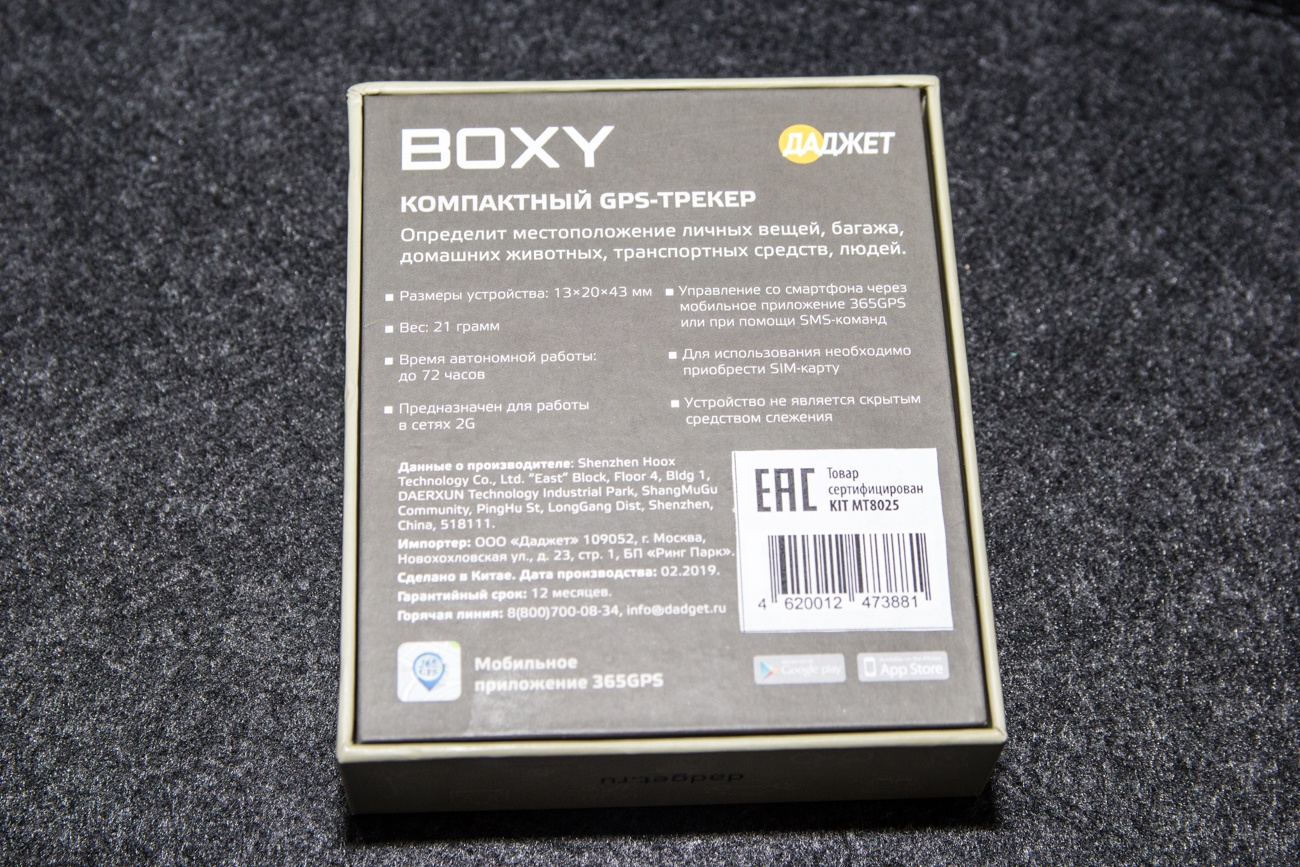 BOXY
ДАДЖЕТ
КОМПАКТНЫЙ GPS-ТРЕКЕР
Определит местоположение личных вещей, багажа,
домашних животных, транспортных средств, людей.
Размеры устройства: 13×20×43 мм
Вес: 21 грамм
Время автономной работы:
до 72 часов
Предназначен для работы
в сетях 2G
Управление со смартфона через
мобильное приложение 365GPS
или при помощи SMS-команд
Для использования необходимо
приобрести SIM-карту
Устройство не является скрытым
средством слежения
Данные о производителе: Shenzhen Hoox
Technology Co., Ltd. "East" Block, Floor 4, Bldg 1,
DAERXUN Technology Industrial Park, ShangMuGu
Community, PingHu St, LongGang Dist, Shenzhen,
China, 518111.
Импортер: ООО «Даджет» 109052, г. Москва,
Новохохловская ул., д. 23, стр. 1, БП «Ринг Парк».
Сделано в Китае. Дата производства: 02.2019.
Гарантийный срок: 12 месяцев.
Горячая линия: 8(800)700-08-34, info@dadget.ru
EAC
Товар
сертифицирован
KIT MT8025
4 620012 473881
365
GPS
Мобильное
приложение 365GPS
Google play
App Store
dadget.ru